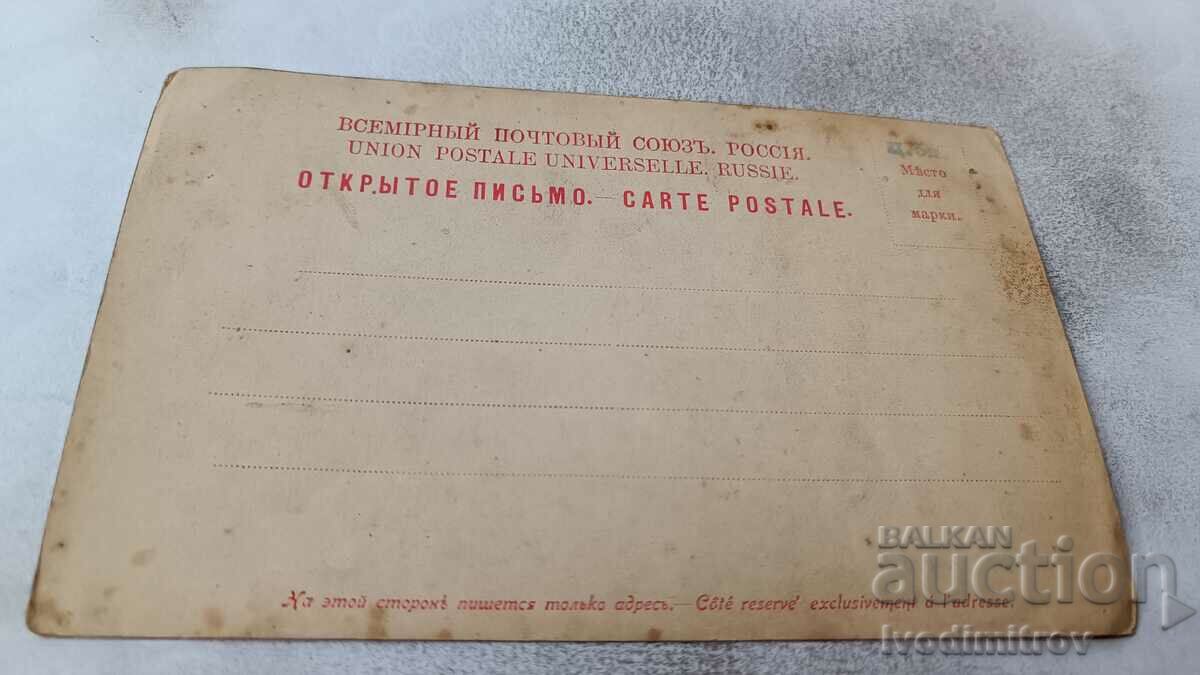 ВСЕМІРНЫЙ ПОЧТОВЫЙ СОЮЗЪ. РОССІЯ.
UNION POSTALE UNIVERSELLE. RUSSIE.
ОТКРЫТОЕ ПИСЬМО.— CARTE POSTALE.
Мѣсто
для
марки.
На этой сторонѣ пишется только адресъ.— Côté reservé exclusivement á l'adresse.
BALKAN
auction
Ivodimitrov